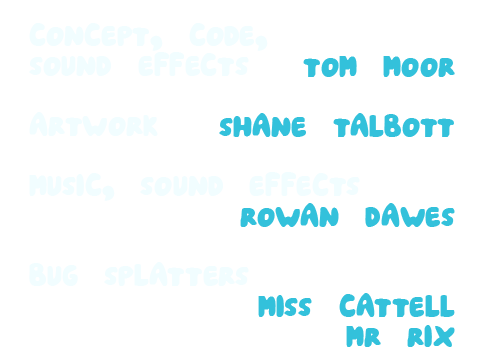 CONCEPT, CODE,
SOUND EFFECTS TOM MOOR
ARTWORK SHANE TALBOTT
MUSIC, SOUND EFFECTS
ROWAN DAWES
BUG SPLATTERS
MISS CATTELL
MR RIX